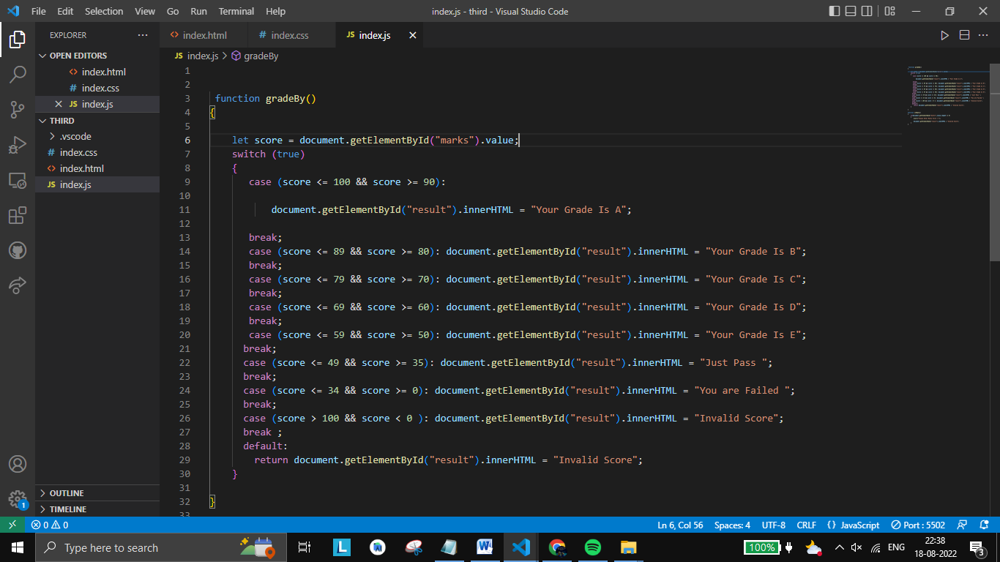 File Edit Selection View Go Run Terminal Help index.js - third - Visual Studio Code
EXPLORER
OPEN EDITORS
index.html
index.css
JS index.js
THIRD
.vscode
index.css
index.html
JS index.js
OUTLINE
TIMELINE
index.html # index.css JS index.js
JS index.js > gradeBy
1
2
3 function gradeBy()
4 {
5
6 let score = document.getElementById("marks").value;
7 switch (true)
8 {
9 case (score <= 100 && score >= 90):
10
11 document.getElementById("result").innerHTML = "Your Grade Is A";
12
13 break;
14 case (score <= 89 && score >= 80): document.getElementById("result").innerHTML = "Your Grade Is B";
15 break;
16 case (score <= 79 && score >= 70): document.getElementById("result").innerHTML = "Your Grade Is C";
17 break;
18 case (score <= 69 && score >= 60): document.getElementById("result").innerHTML = "Your Grade Is D";
19 break;
20 case (score <= 59 && score >= 50): document.getElementById("result").innerHTML = "Your Grade Is E";
21 break;
22 case (score <= 49 && score >= 35): document.getElementById("result").innerHTML = "Just Pass ";
23 break;
24 case (score <= 34 && score >= 0): document.getElementById("result").innerHTML = "You are Failed ";
25 break;
26 case (score > 100 && score < 0 ): document.getElementById("result").innerHTML = "Invalid Score";
27 break ;
28 default:
29 return document.getElementById("result").innerHTML = "Invalid Score";
30 }
31
32 }
33
1
0 0 Ln 6, Col 56 Spaces: 4 UTF-8 CRLF {} JavaScript Port : 5502
Type here to search L W 100% ENG 22:38
18-08-2022 3